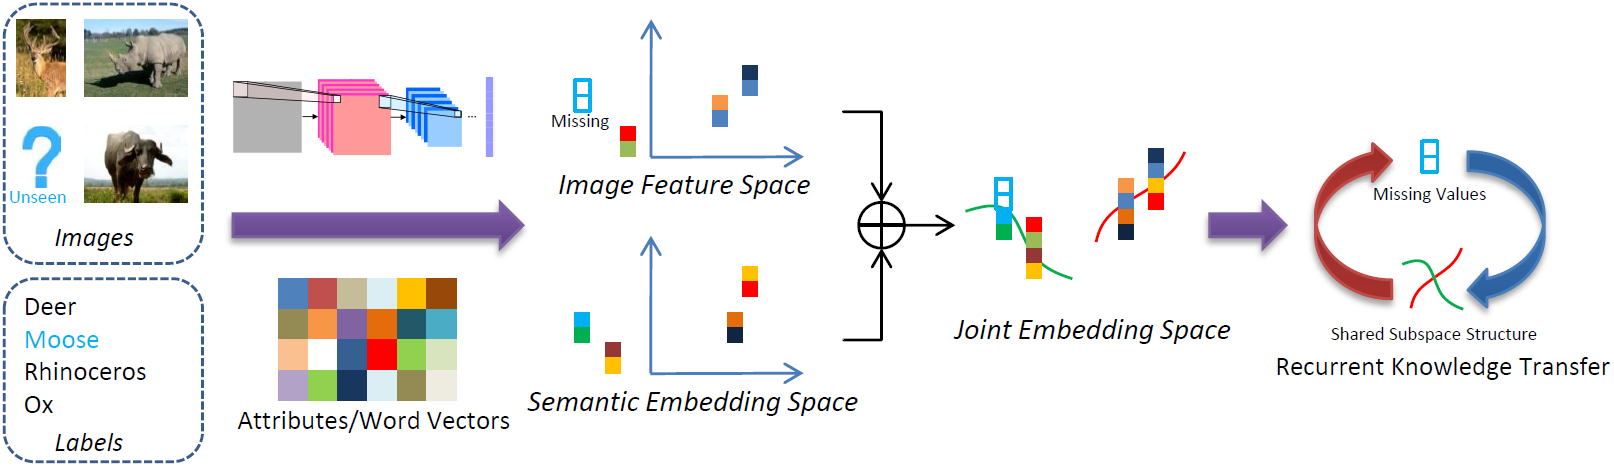 Unseen
Images
Deer
Moose
Rhinoceros
Ox
Labels
...
Attributes/Word Vectors
Missing
Image Feature Space
Semantic Embedding Space
Joint Embedding Space
Missing Values
Shared Subspace Structure
Recurrent Knowledge Transfer